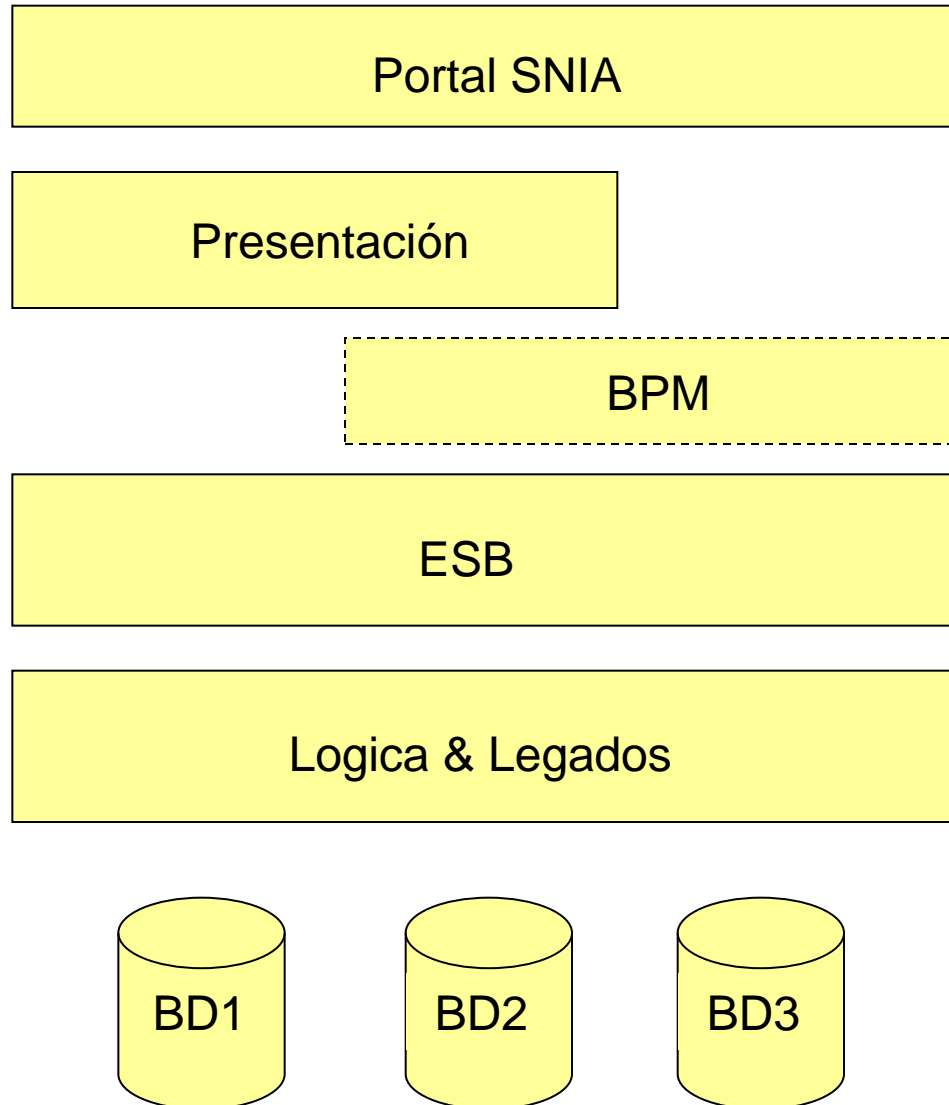 Portal SNIA
Presentación
BPM
ESB
Logica & Legados
BD1
BD2
BD3